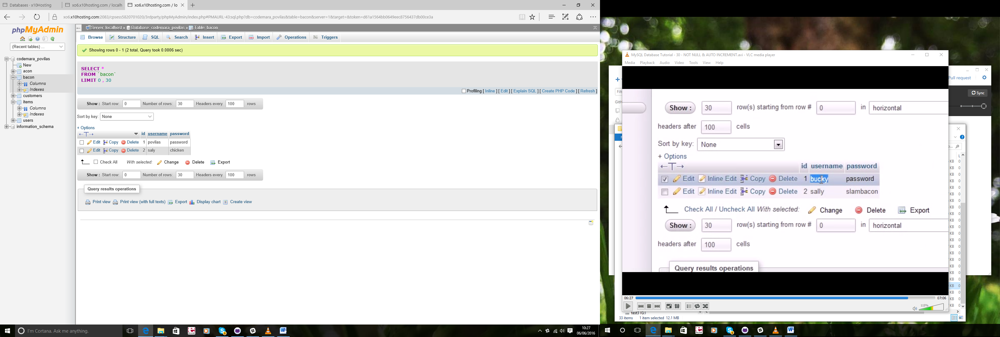 Databases - x10Hosting
xo6.x10hosting.com / localh
xo6.x10hosting.com / lo
xo6.x10hosting.com:2083/cpsess5820701020/3rdparty/phpMyAdmin/index.php#PMAURL-43:sql.php?db=codemara_povilas&table=bacon&server=1&target=&token=d61a1564bb0649eec8756437db00ce3a
phpMyAdmin
(Recent tables) ...
codemara_povilas
New
acon
bacon
Columns
Indexes
customers
items
Columns
Indexes
users
information_schema
Server: localhost » Database: codemara_povilas » Table: bacon
Browse Structure SQL Search Insert Export Import Operations Triggers
Showing rows 0 - 1 (2 total, Query took 0.0006 sec)
SELECT *
FROM `bacon`
LIMIT 0 , 30
Profiling [ Inline ] [ Edit ] [ Explain SQL ] [ Create PHP Code ] [ Refresh ]
Show : Start row: 0 Number of rows: 30 Headers every 100 rows
Sort by key: None
+ Options
←T→ id username password
Edit Copy Delete 1 povilas password
Edit Copy Delete 2 saly chicken
Check All With selected: Change Delete Export
Show : Start row: 0 Number of rows: 30 Headers every 100 rows
Query results operations
Print view Print view (with full texts) Export Display chart Create view
I'm Cortana. Ask me anything.
10:27
06/06/2016
MySQL Database Tutorial - 30 - NOT NULL & AUTO INCREMENT.avi - VLC media player
Media Playback Audio Video Tools View Help
Show : 30 row(s) starting from row # 0 in horizontal
headers after 100 cells
Sort by key: None
+ Options
←T→ id username password
Edit Inline Edit Copy Delete 1 bucky password
Edit Inline Edit Copy Delete 2 sally slambacon
Check All / Uncheck All With selected: Change Delete Export
Show : 30 row(s) starting from row # 0 in horizontal
headers after 100 cells
Query results operations
06:27
07:06
115%
Pull request
Sync
Filt
GitH
test3 (G:)
33 items 1 item selected 12.1 MB